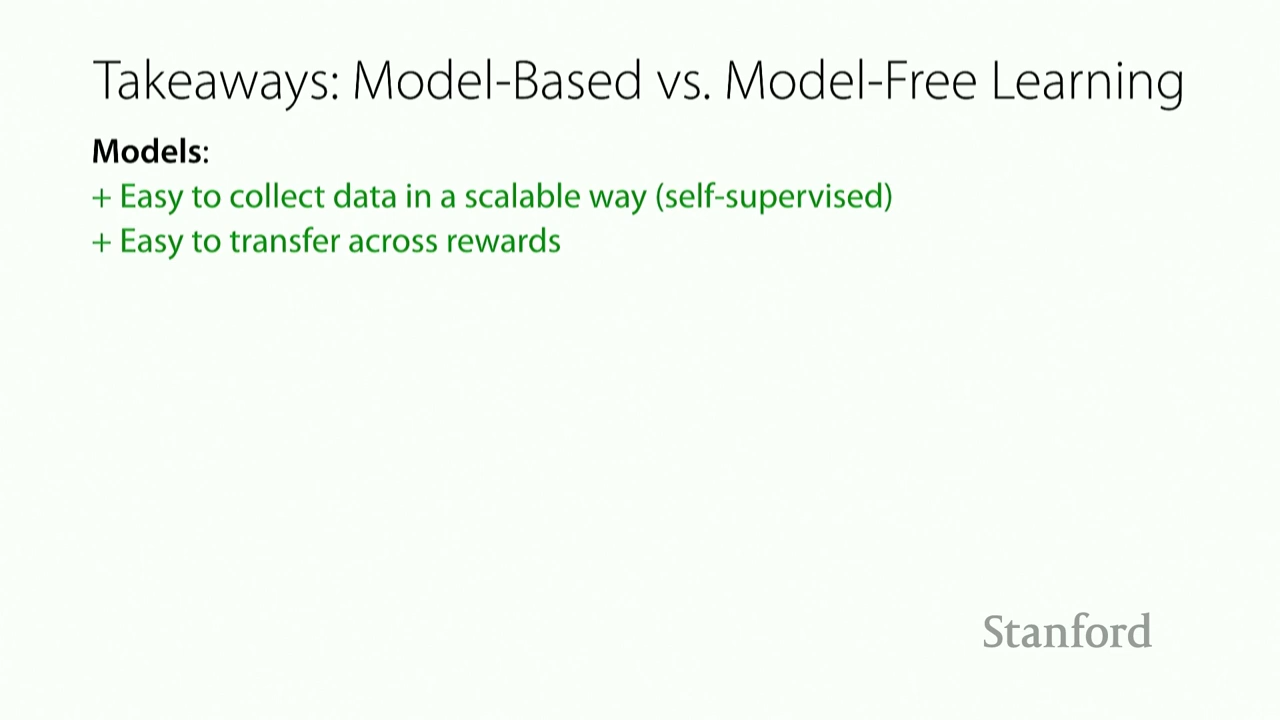 Takeaways: Model-Based vs. Model-Free Learning
Models:
+ Easy to collect data in a scalable way (self-supervised)
+ Easy to transfer across rewards
Stanford